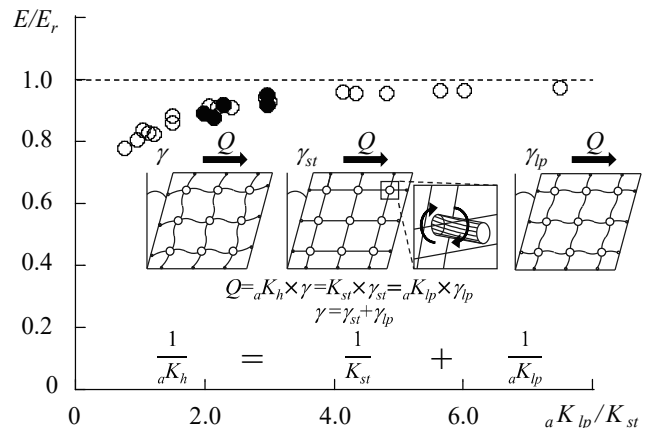 E/E_r
1.0
0.8
0.6
0.4
0.2
0
γ Q
γ_st Q
γ_lp Q
Q=_aK_h×γ=K_st×γ_st=_aK_lp×γ_lp
γ=γ_st+γ_lp
1/_aK_h = 1/K_st + 1/_aK_lp
0 2.0 4.0 6.0 _aK_lp/K_st